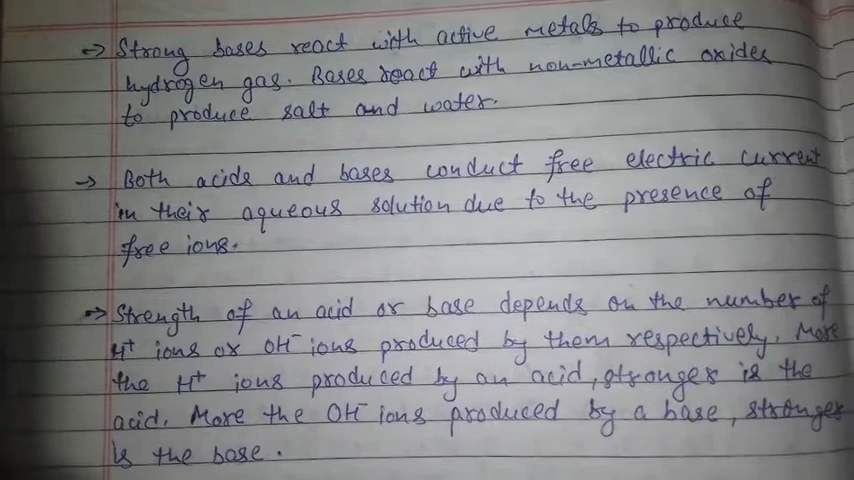 -> Strong bases react with active metals to produce
hydrogen gas. Bases react with non-metallic oxides
to produce salt and water.
-> Both acids and bases conduct free electric current
in their aqueous solution due to the presence of
free ions.
-> Strength of an acid or base depends on the number of
H⁺ ions or OH⁻ ions produced by them respectively. More
the H⁺ ions produced by an acid, stronger is the
acid. More the OH⁻ ions produced by a base, stronger
is the base.